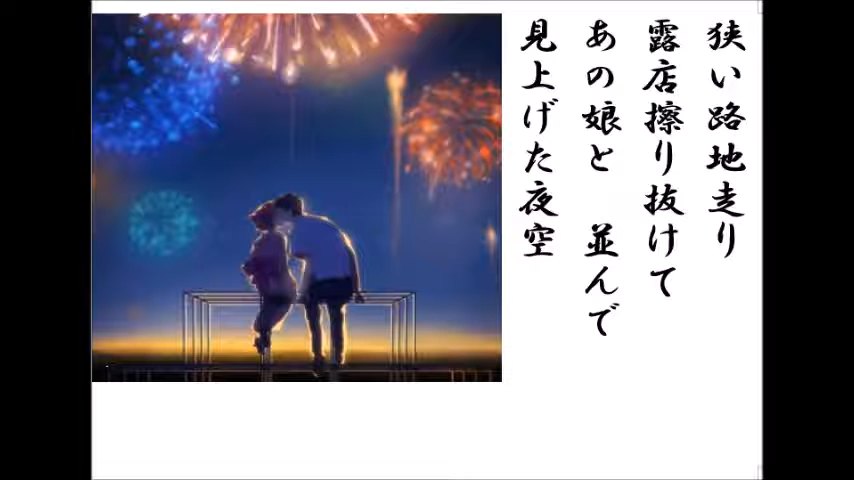 狭い路地走り
露店擦り抜けて
あの娘と　並んで
見上げた夜空